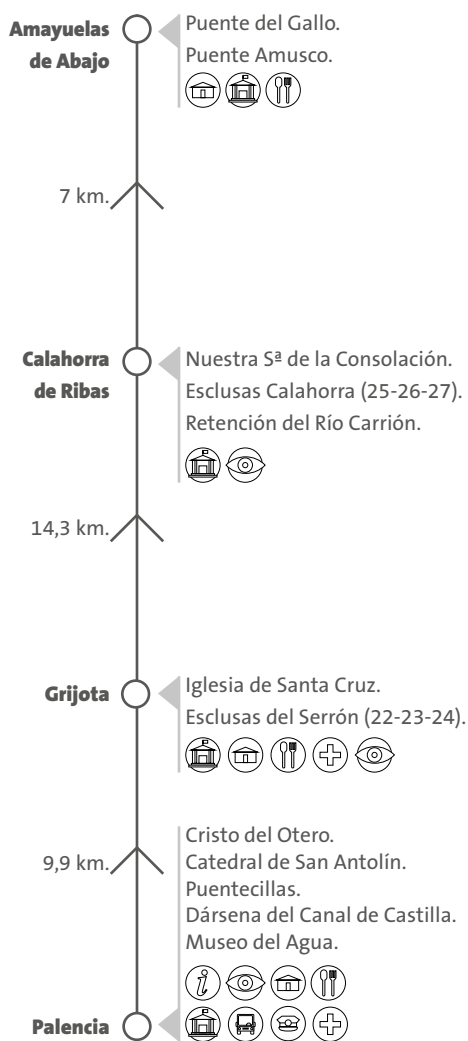 Amayuelas
de Abajo
Puente del Gallo.
Puente Amusco.
7 km.
Calahorra
de Ribas
Nuestra Sª de la Consolación.
Esclusas Calahorra (25-26-27).
Retención del Río Carrión.
14,3 km.
Grijota
Iglesia de Santa Cruz.
Esclusas del Serrón (22-23-24).
9,9 km.
Cristo del Otero.
Catedral de San Antolín.
Puentecillas.
Dársena del Canal de Castilla.
Museo del Agua.
i
Palencia